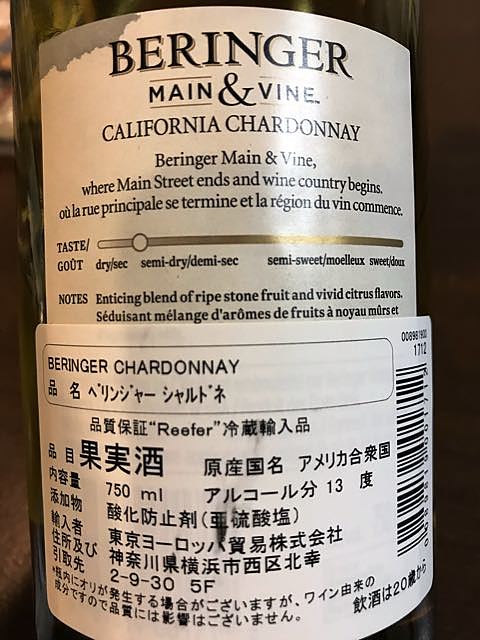 BERINGER
MAIN & VINE
CALIFORNIA CHARDONNAY
Beringer Main & Vine,
where Main Street ends and wine country begins.
où la rue principale se termine et la région du vin commence.
TASTE/
GOÛT dry/sec semi-dry/demi-sec semi-sweet/moelleux sweet/doux
NOTES Enticing blend of ripe stone fruit and vivid citrus flavors.
Séduisant mélange d'arômes de fruits à noyau mûrs et
1712
BERINGER CHARDONNAY
品 名 ベリンジャー シャルドネ
品質保証"Reefer"冷蔵輸入品
品 目 果実酒 原産国名 アメリカ合衆国
内容量 750 ml アルコール分 13 度
添加物 酸化防止剤(亜硫酸塩)
輸入者 東京ヨーロッパ貿易株式会社
住所及び 神奈川県横浜市西区北幸
引取先 2-9-30 5F
*瓶内にオリが発生する場合がございますが、ワイン由来の
成分ですので品質には影響はございません。
飲酒は20歳から